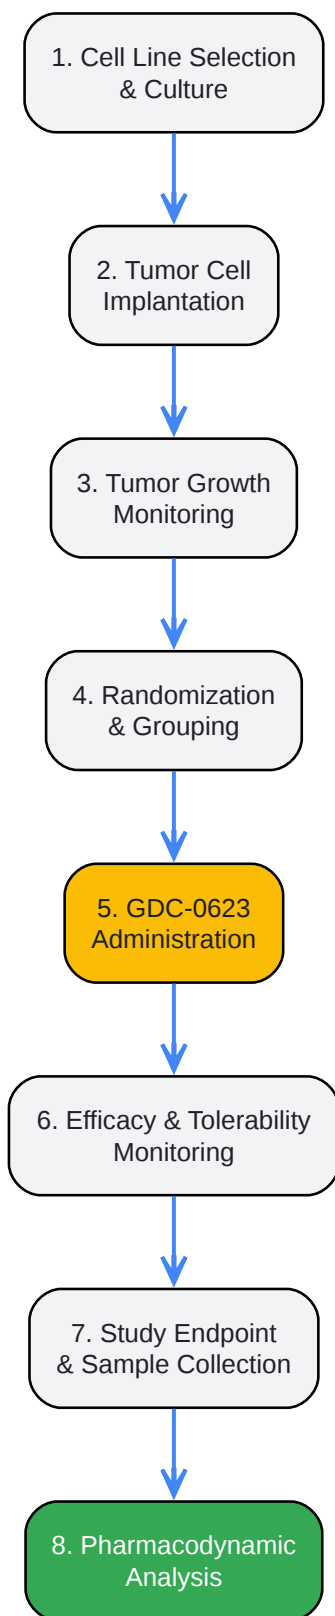 1. Cell Line Selection
& Culture
2. Tumor Cell
Implantation
3. Tumor Growth
Monitoring
4. Randomization
& Grouping
5. GDC-0623
Administration
6. Efficacy & Tolerability
Monitoring
7. Study Endpoint
& Sample Collection
8. Pharmacodynamic
Analysis